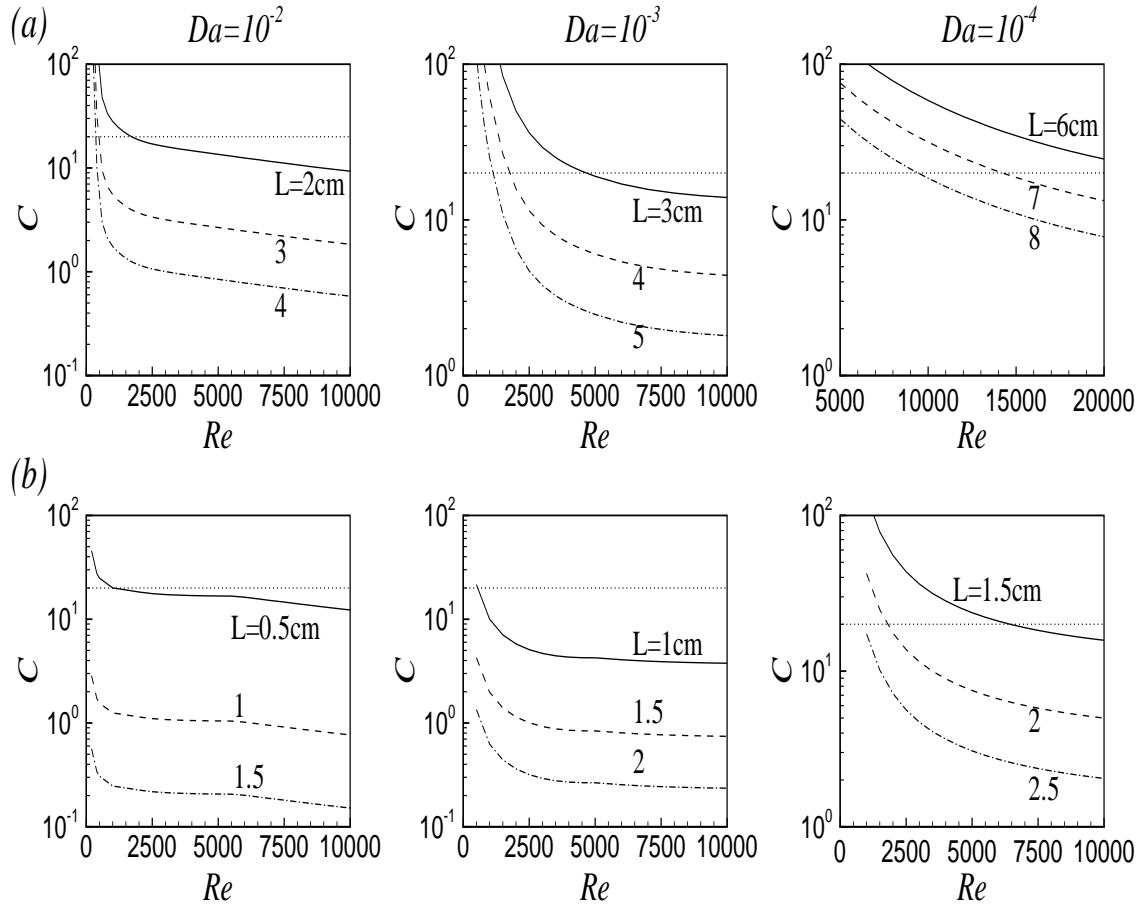 (a)
Da=10^-2
Da=10^-3
Da=10^-4
10^2
10^1
10^0
10^-1
C
L=2cm
3
4
0 2500 5000 7500 10000
Re
10^2
10^1
10^0
C
L=3cm
4
5
0 2500 5000 7500 10000
Re
10^2
10^1
10^0
C
L=6cm
7
8
5000 10000 15000 20000
Re
(b)
10^2
10^1
10^0
10^-1
C
L=0.5cm
1
1.5
0 2500 5000 7500 10000
Re
10^2
10^1
10^0
10^-1
C
L=1cm
1.5
2
0 2500 5000 7500 10000
Re
10^2
10^1
10^0
C
L=1.5cm
2
2.5
0 2500 5000 7500 10000
Re